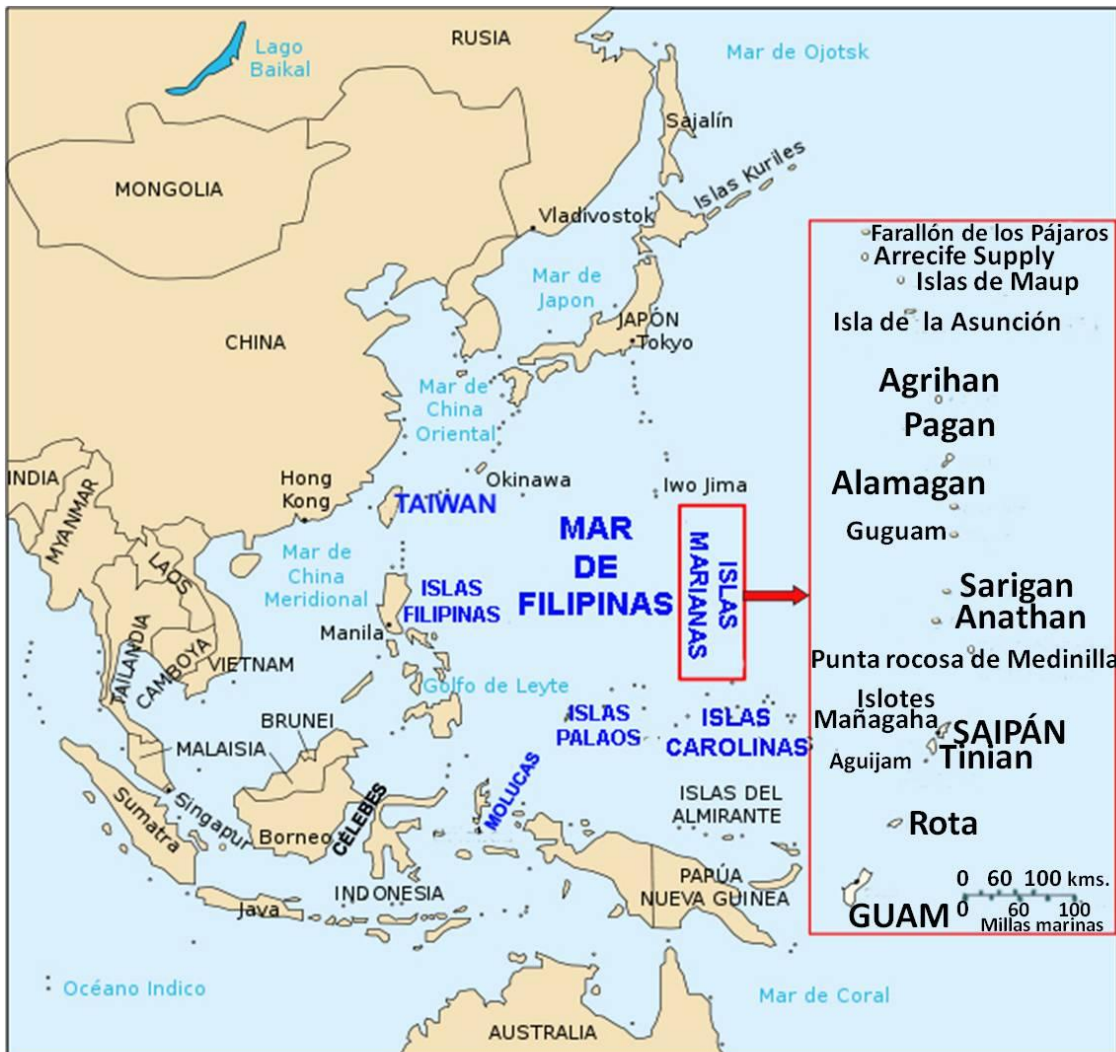 RUSIA
Lago
Baikal
Mar de Ojotsk
Sajalín
MONGOLIA
Islas Kuriles
Vladivostok
Mar de
Japon
JAPÓN
Tokyo
CHINA
Mar de
China
Oriental
INDIA
MYANMAR
Hong
Kong
TAIWAN
Okinawa
Iwo Jima
LAOS
Mar de
China
Meridional
ISLAS
FILIPINAS
MAR
DE
FILIPINAS
ISLAS
MARIANAS
Manila
TAILANDIA
CAMBOYA
VIETNAM
Golfo de Leyte
ISLAS
PALAOS
ISLAS
CAROLINAS
BRUNEI
MALAISIA
MOLUCAS
ISLAS DEL
ALMIRANTE
Sumatra
Singapur
Borneo
CÉLEBES
PAPÚA
NUEVA GUINEA
INDONESIA
Java
Océano Indico
Mar de Coral
AUSTRALIA
Farallón de los Pájaros
Arrecife Supply
Islas de Maup
Isla de la Asunción
Agrihan
Pagan
Alamagan
Guguam
Sarigan
Anathan
Punta rocosa de Medinilla
Islotes
Mañagaha
SAIPÁN
Tinian
Aguijam
Rota
GUAM
0 60 100 kms.
0 60 100
Millas marinas